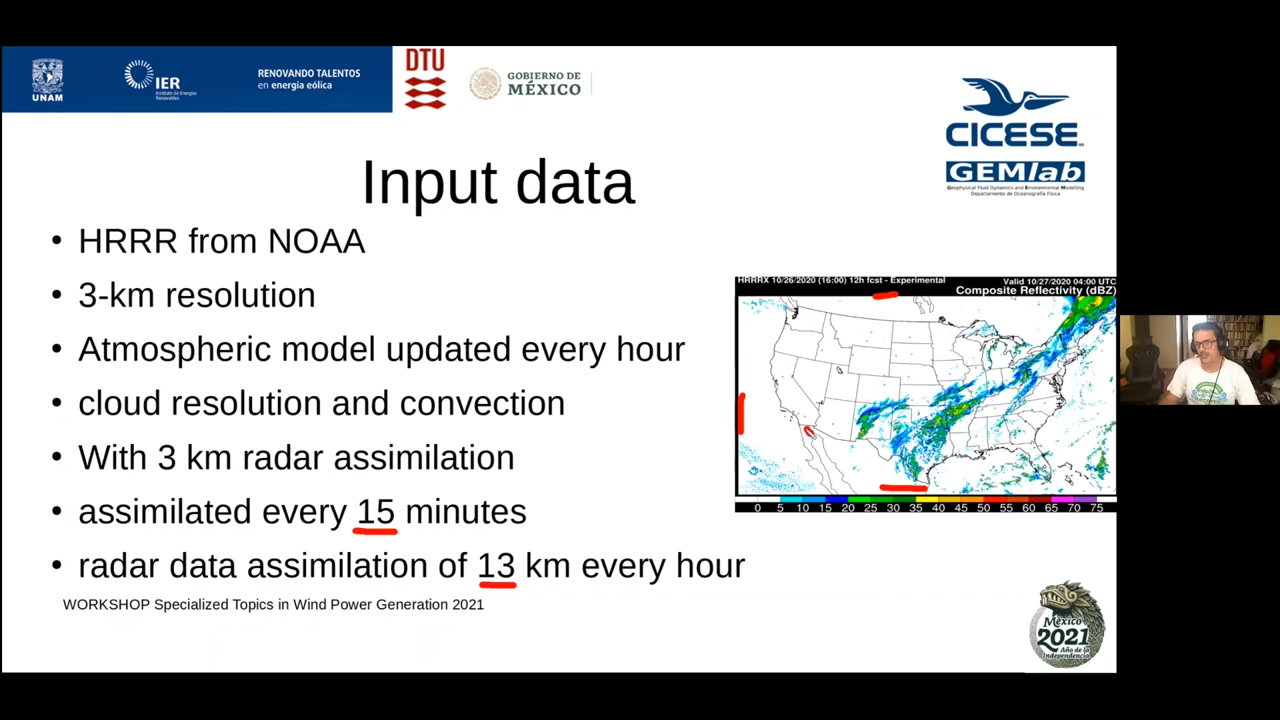 UNAM
IER
Instituto de Energías
Renovables
RENOVANDO TALENTOS
en energía eólica
DTU
GOBIERNO DE
MÉXICO
CICESE
GEMlab
Geophysical Fluid Dynamics and Environmental Modelling
Departamento de Oceanografía Física
Input data
• HRRR from NOAA
• 3-km resolution
• Atmospheric model updated every hour
• cloud resolution and convection
• With 3 km radar assimilation
• assimilated every 15 minutes
• radar data assimilation of 13 km every hour
HRRRX 10/26/2020 (16:00) 12h fcst - Experimental
Valid 10/27/2020 04:00 UTC
Composite Reflectivity (dBZ)
0 5 10 15 20 25 30 35 40 45 50 55 60 65 70 75
WORKSHOP Specialized Topics in Wind Power Generation 2021
México
2021
Año de la
Independencia